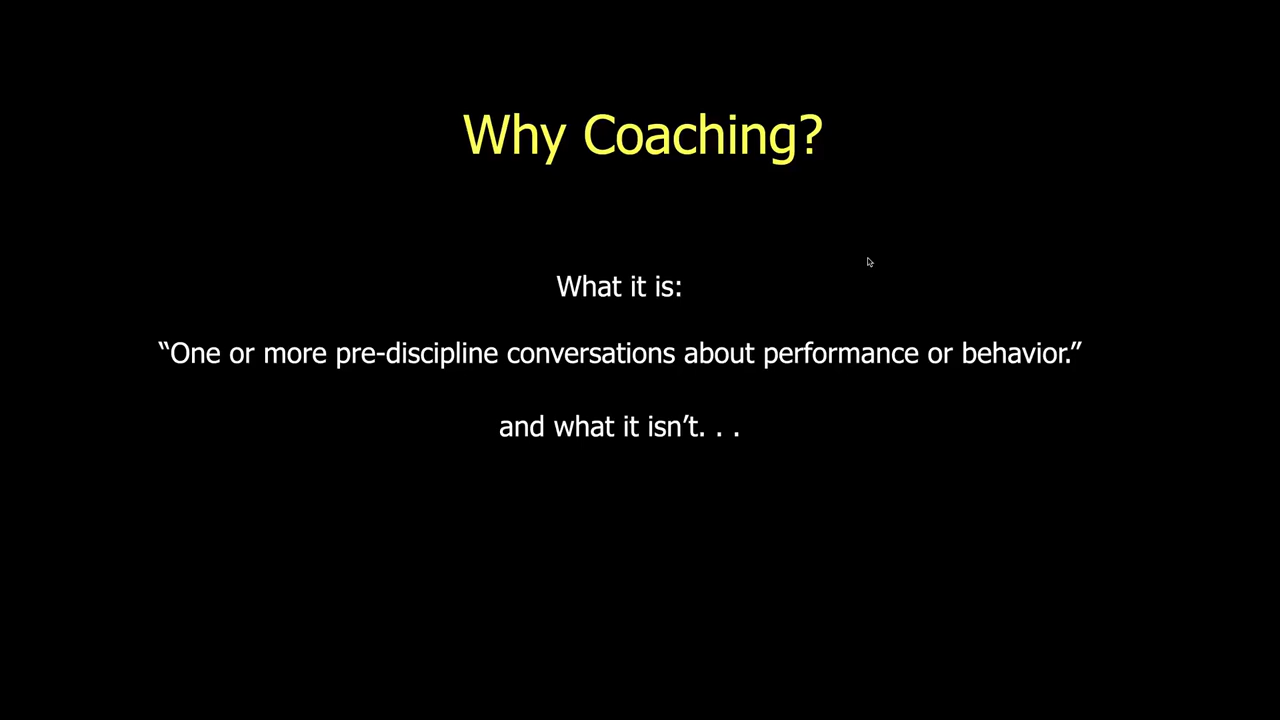 Why Coaching?
What it is:
“One or more pre-discipline conversations about performance or behavior.”
and what it isn’t. . .